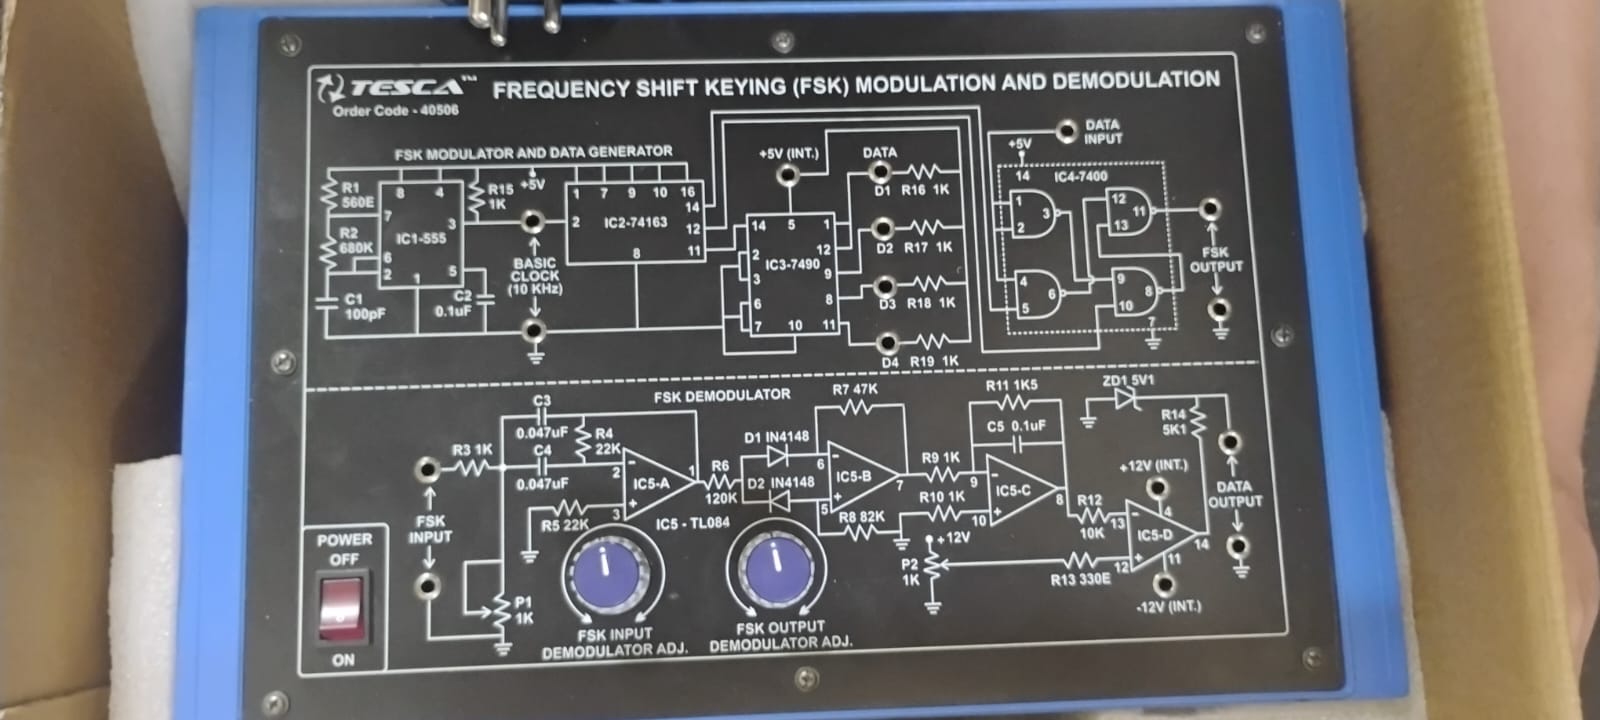 TESCA™
FREQUENCY SHIFT KEYING (FSK) MODULATION AND DEMODULATION
Order Code - 40506
FSK MODULATOR AND DATA GENERATOR
R1
560E
8
4
7
3
IC1-555
R2
680K
6
2
1
5
C1
100pF
C2
0.1uF
R15
1K
+5V
BASIC
CLOCK
(10 KHz)
1 7 9 10 16
14
2
IC2-74163
12
11
8
+5V (INT.)
14
5
1
2
3
IC3-7490
12
9
6
8
7
10
11
DATA
D1 R16 1K
D2 R17 1K
D3 R18 1K
D4 R19 1K
DATA
INPUT
+5V
14
IC4-7400
1
2
3
12
13
11
4
5
6
9
10
8
7
FSK
OUTPUT
FSK DEMODULATOR
C3
0.047uF
R3 1K
C4
0.047uF
R4
22K
2
1
IC5-A
3
R5 22K
IC5 - TL084
FSK
INPUT
P1
1K
R6
120K
D1 IN4148
D2 IN4148
R7 47K
6
IC5-B
7
5
R8 82K
R9 1K
R10 1K
R11 1K5
C5 0.1uF
9
IC5-C
8
10
+12V
P2
1K
R12
10K
R13 330E
13
12
IC5-D
4
11
14
+12V (INT.)
-12V (INT.)
ZD1 5V1
R14
5K1
DATA
OUTPUT
POWER
OFF
ON
FSK INPUT
DEMODULATOR ADJ.
FSK OUTPUT
DEMODULATOR ADJ.